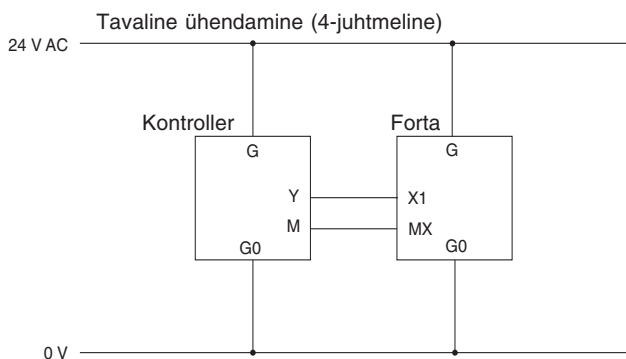 Tavaline ühendamine (4-juhtmeline)
24 V AC
Kontroller
Forta
G
G
Y
X1
M
MX
G0
G0
0 V